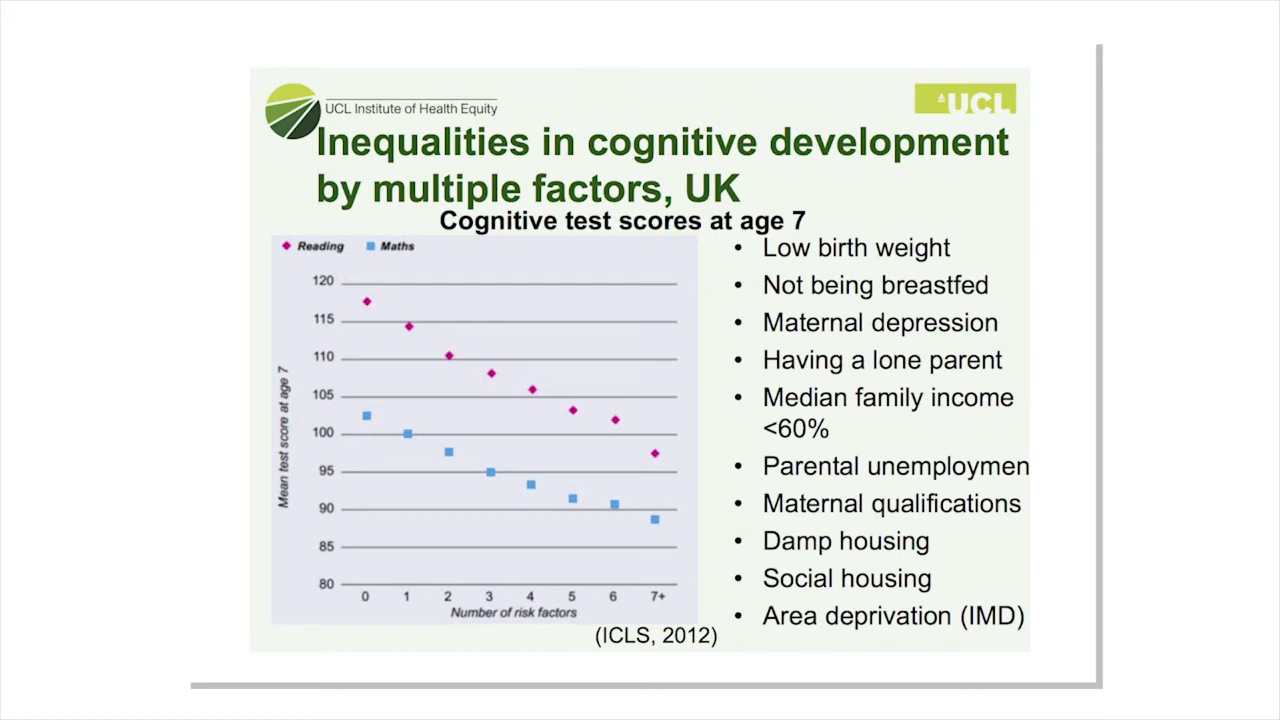 UCL Institute of Health Equity
UCL
Inequalities in cognitive development
by multiple factors, UK
Cognitive test scores at age 7
Reading Maths
120
115
110
105
100
95
90
85
80
Mean test score at age 7
0 1 2 3 4 5 6 7+
Number of risk factors
(ICLS, 2012)
• Low birth weight
• Not being breastfed
• Maternal depression
• Having a lone parent
• Median family income
<60%
• Parental unemploymen
• Maternal qualifications
• Damp housing
• Social housing
• Area deprivation (IMD)